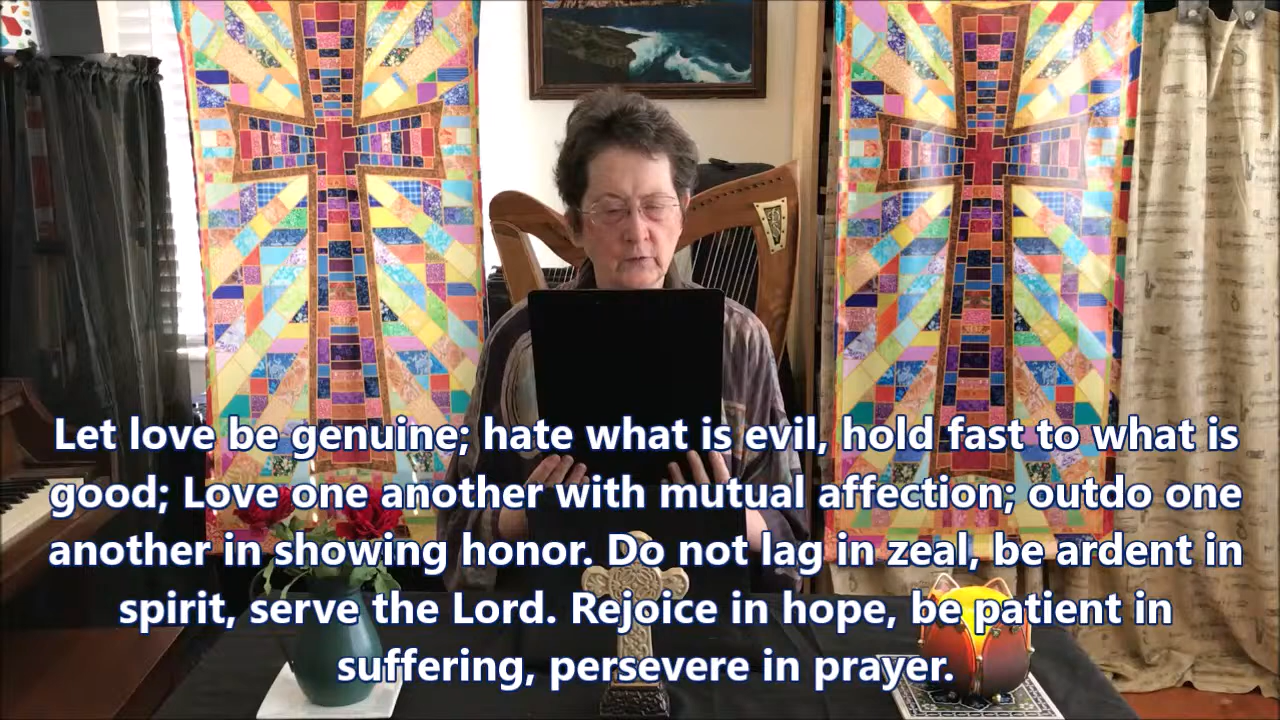 Let love be genuine; hate what is evil, hold fast to what is
good; Love one another with mutual affection; outdo one
another in showing honor. Do not lag in zeal, be ardent in
spirit, serve the Lord. Rejoice in hope, be patient in
suffering, persevere in prayer.